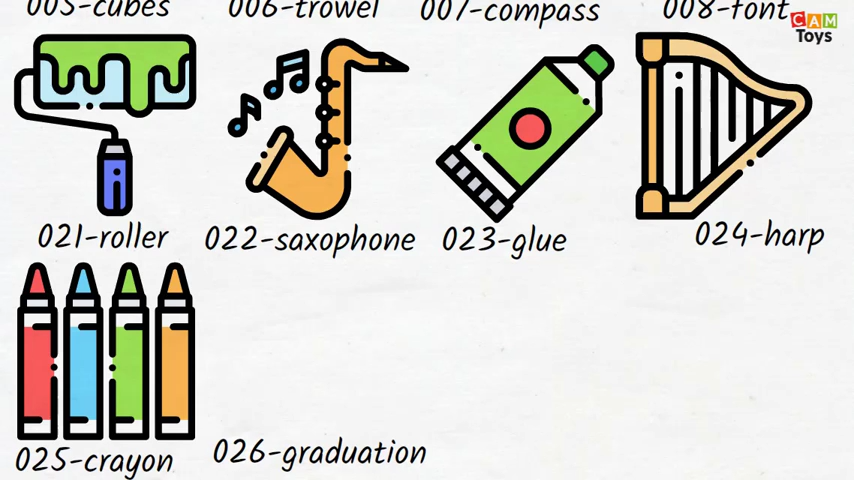 005-cubes 006-trowel 007-compass 008-font
CAM
Toys
021-roller 022-saxophone 023-glue 024-harp
025-crayon 026-graduation